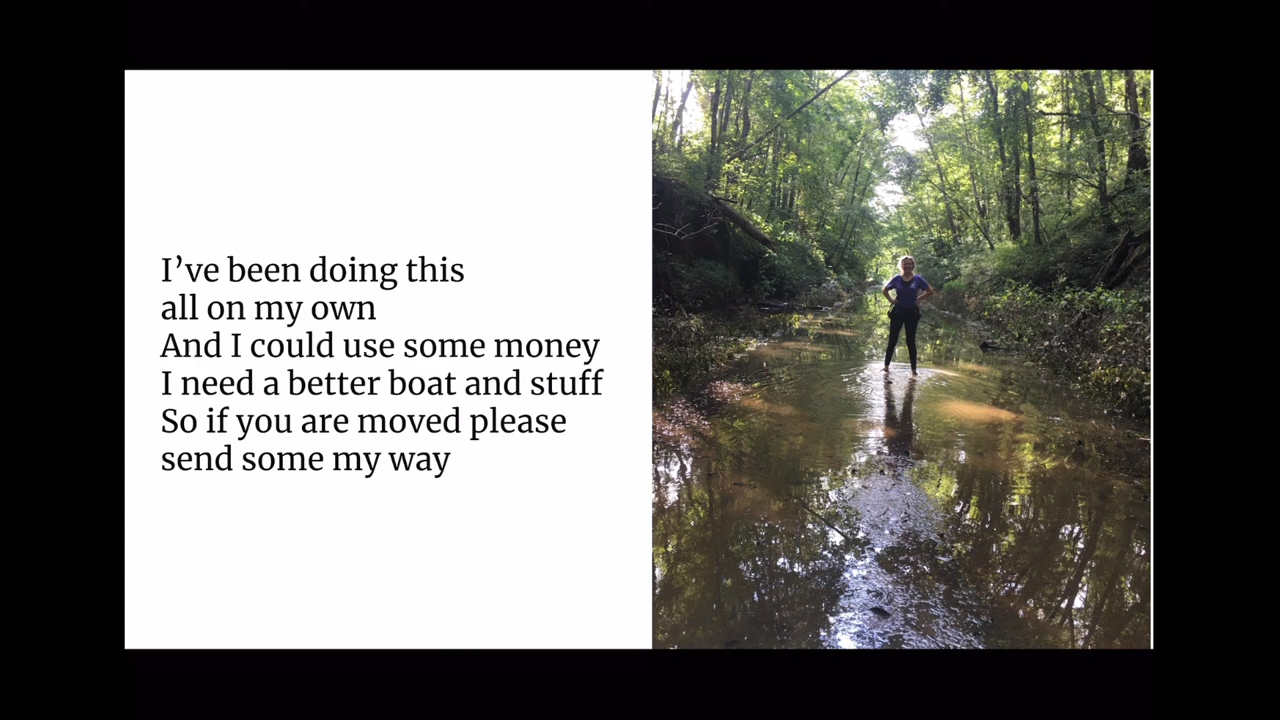 I’ve been doing this
all on my own
And I could use some money
I need a better boat and stuff
So if you are moved please
send some my way